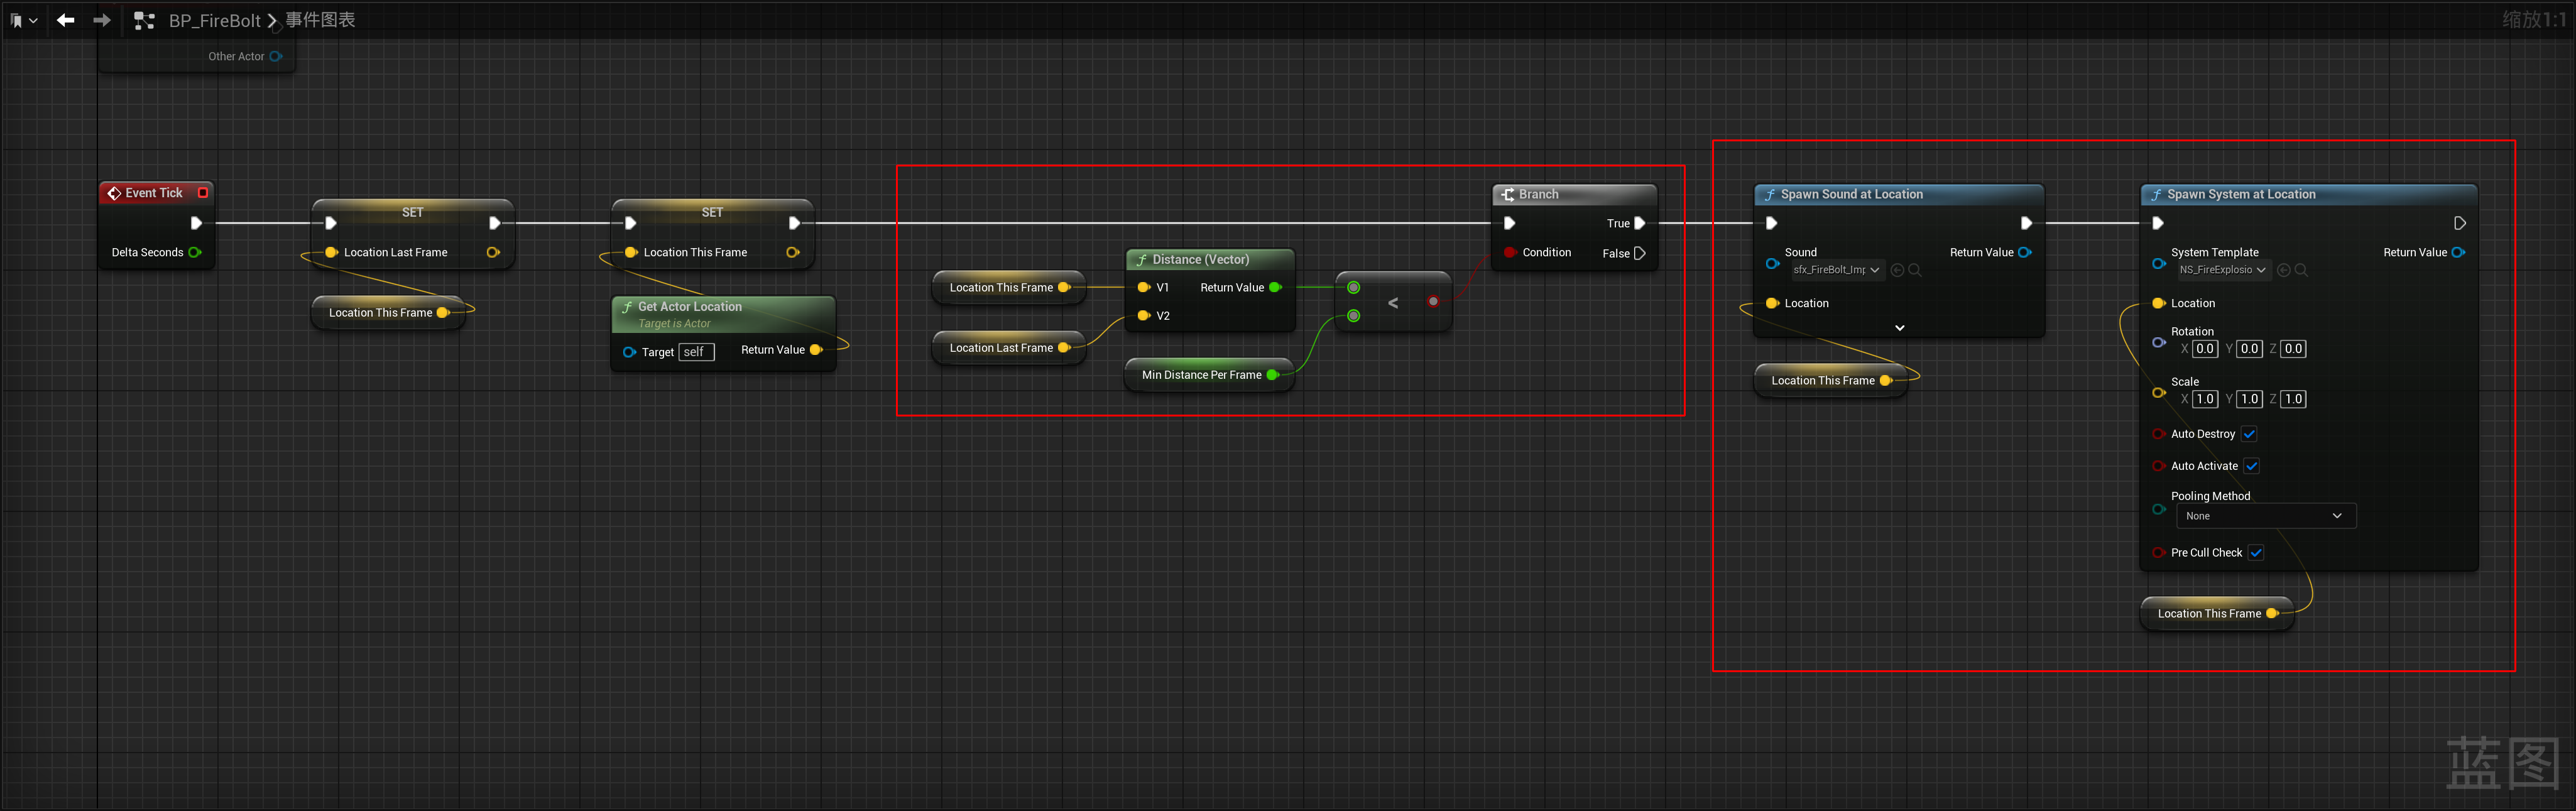 BP_FireBolt > 事件图表
缩放1:1
Other Actor
Event Tick
Delta Seconds
SET
Location Last Frame
Location This Frame
SET
Location This Frame
Get Actor Location
Target is Actor
Target self
Return Value
Location This Frame
Location Last Frame
Distance (Vector)
V1 Return Value
V2
Min Distance Per Frame
<
Branch
True
Condition False
Spawn Sound at Location
Sound Return Value
sfx_FireBolt_Imp
Location
Location This Frame
Spawn System at Location
System Template Return Value
NS_FireExplosio
Location
Rotation
X 0.0 Y 0.0 Z 0.0
Scale
X 1.0 Y 1.0 Z 1.0
Auto Destroy
Auto Activate
Pooling Method
None
Pre Cull Check
Location This Frame
蓝图